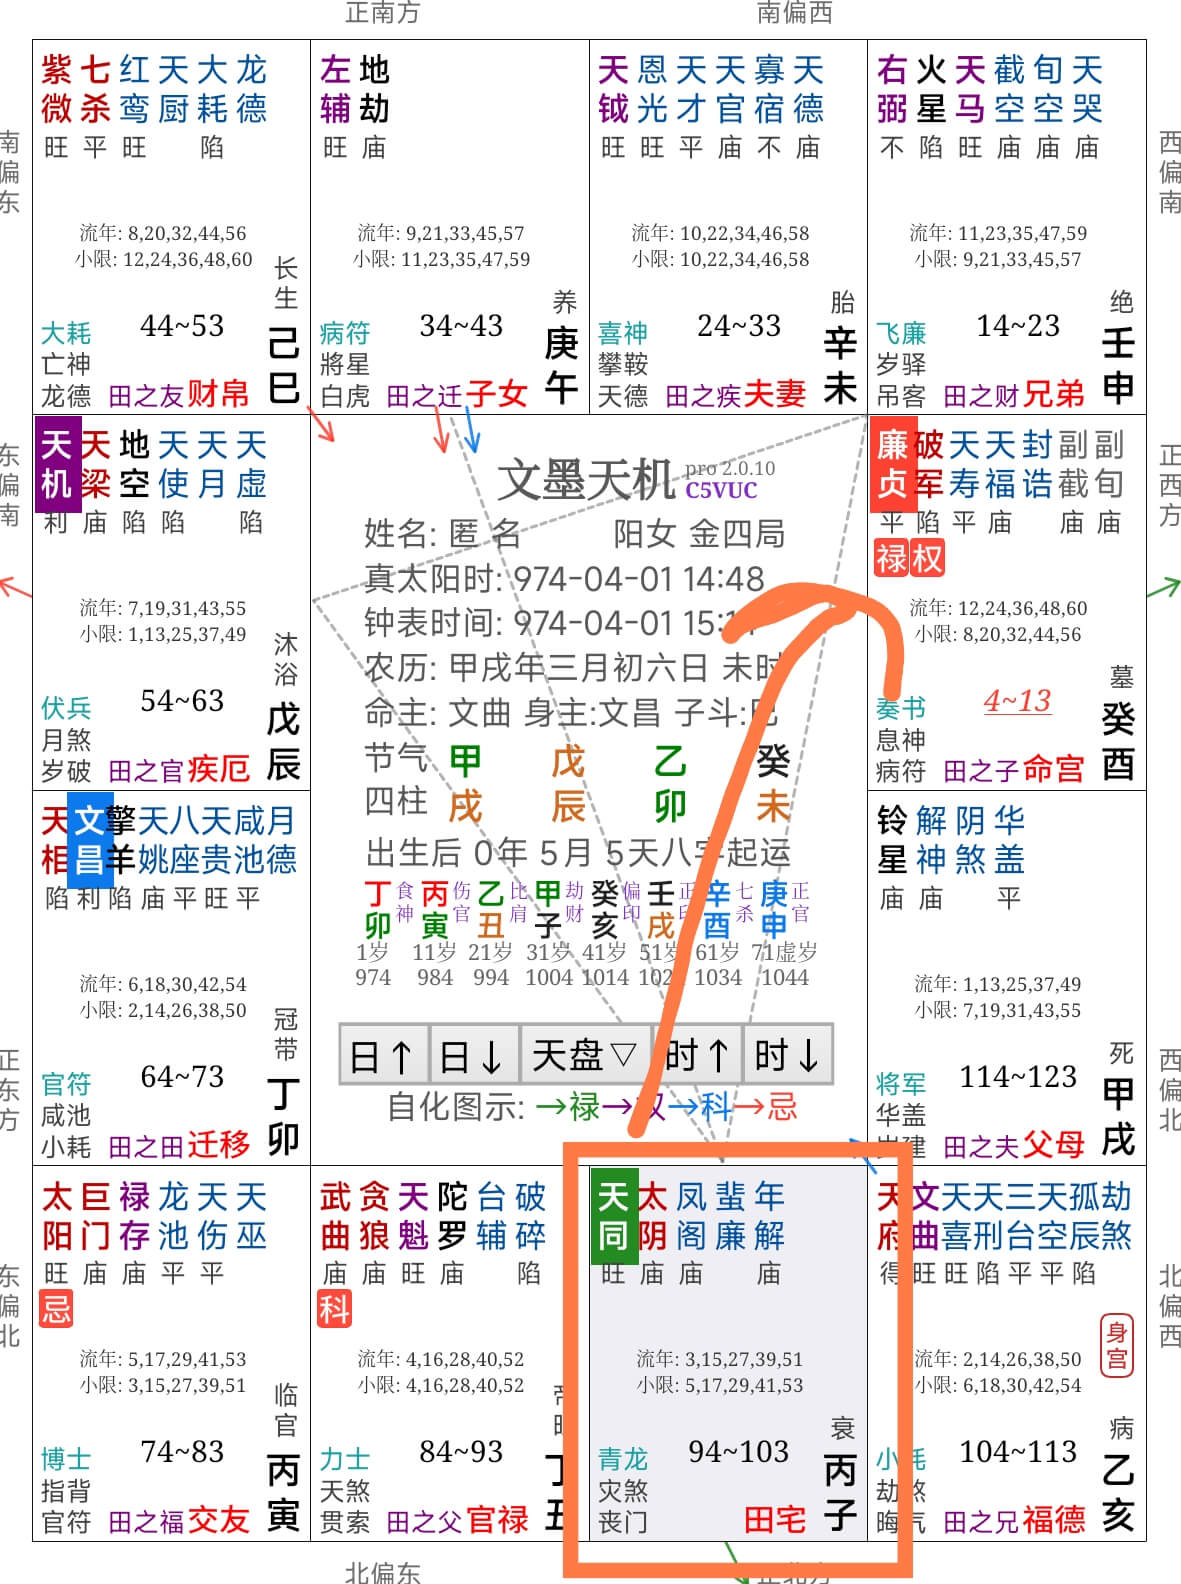 正南方
南偏西
南偏东
西偏南
紫微 七杀 红鸾 天厨 大耗 龙德
旺 平 旺 陷
流年: 8,20,32,44,56
小限: 12,24,36,48,60
长生
大耗
亡神
龙德
44~53
田之友 财帛
己巳
左辅 地劫
旺 庙
流年: 9,21,33,45,57
小限: 11,23,35,47,59
养
病符
將星
白虎
34~43
田之迁 子女
庚午
天钺 恩光 天才 天官 寡宿 天德
旺 旺 平 庙 不 庙
流年: 10,22,34,46,58
小限: 10,22,34,46,58
胎
喜神
攀鞍
天德
24~33
田之疾 夫妻
辛未
右弼 火星 天马 截空 旬空 天哭
不 陷 旺 庙 庙 庙
流年: 11,23,35,47,59
小限: 9,21,33,45,57
绝
飞廉
岁驿
吊客
14~23
田之财 兄弟
壬申
东偏南
天机 天梁 地空 天使 天月 天虚
利 庙 陷 陷 陷
流年: 7,19,31,43,55
小限: 1,13,25,37,49
沐浴
伏兵
月煞
岁破
54~63
田之官 疾厄
戊辰
文墨天机 pro 2.0.10
C5VUC
姓名: 匿 名 阳女 金四局
真太阳时: 974-04-01 14:48
钟表时间: 974-04-01 15:1
农历: 甲戌年三月初六日 未时
命主: 文曲 身主:文昌 子斗:巳
节气 甲 戊 乙 癸
四柱 戌 辰 卯 未
出生后 0年 5月 5天八字起运
丁卯 食神 丙寅 伤官 乙丑 比肩 甲子 劫财 癸亥 偏印 壬戌 正印 辛酉 七杀 庚申 正官
1岁 11岁 21岁 31岁 41岁 51岁 61岁 71虚岁
974 984 994 1004 1014 102 1034 1044
日↑ 日↓ 天盘▽ 时↑ 时↓
自化图示: →禄→权→科→忌
正西方
廉贞 破军 天寿 天福 封诰 副截 副旬
平 陷 平 庙 庙 庙
禄 权
流年: 12,24,36,48,60
小限: 8,20,32,44,56
墓
奏书
息神
病符
4~13
田之子 命宫
癸酉
正东方
天相 文昌 擎羊 天姚 八座 天贵 咸池 月德
陷 利 陷 庙 平 旺 平
流年: 6,18,30,42,54
小限: 2,14,26,38,50
冠带
官符
咸池
小耗
64~73
田之田 迁移
丁卯
西偏北
铃星 解神 阴煞 华盖
庙 庙 平
流年: 1,13,25,37,49
小限: 7,19,31,43,55
死
将军
华盖
岁建
114~123
田之夫 父母
甲戌
东偏北
太阳 巨门 禄存 龙池 天伤 天巫
旺 庙 庙 平 平
忌
流年: 5,17,29,41,53
小限: 3,15,27,39,51
临官
博士
指背
官符
74~83
田之福 交友
丙寅
武曲 贪狼 天魁 陀罗 台辅 破碎
庙 庙 旺 庙 陷
科
流年: 4,16,28,40,52
小限: 4,16,28,40,52
帝旺
力士
天煞
贯索
84~93
田之父 官禄
丁丑
天同 太阴 凤阁 蜚廉 年解
旺 庙 庙 庙
流年: 3,15,27,39,51
小限: 5,17,29,41,53
衰
青龙
灾煞
丧门
94~103
田宅
丙子
北偏西
天府 文曲 天喜 天刑 三台 天空 孤辰 劫煞
得 旺 旺 陷 平 平 陷
身宫
流年: 2,14,26,38,50
小限: 6,18,30,42,54
病
小耗
劫煞
晦气
104~113
田之兄 福德
乙亥
北偏东
正北方